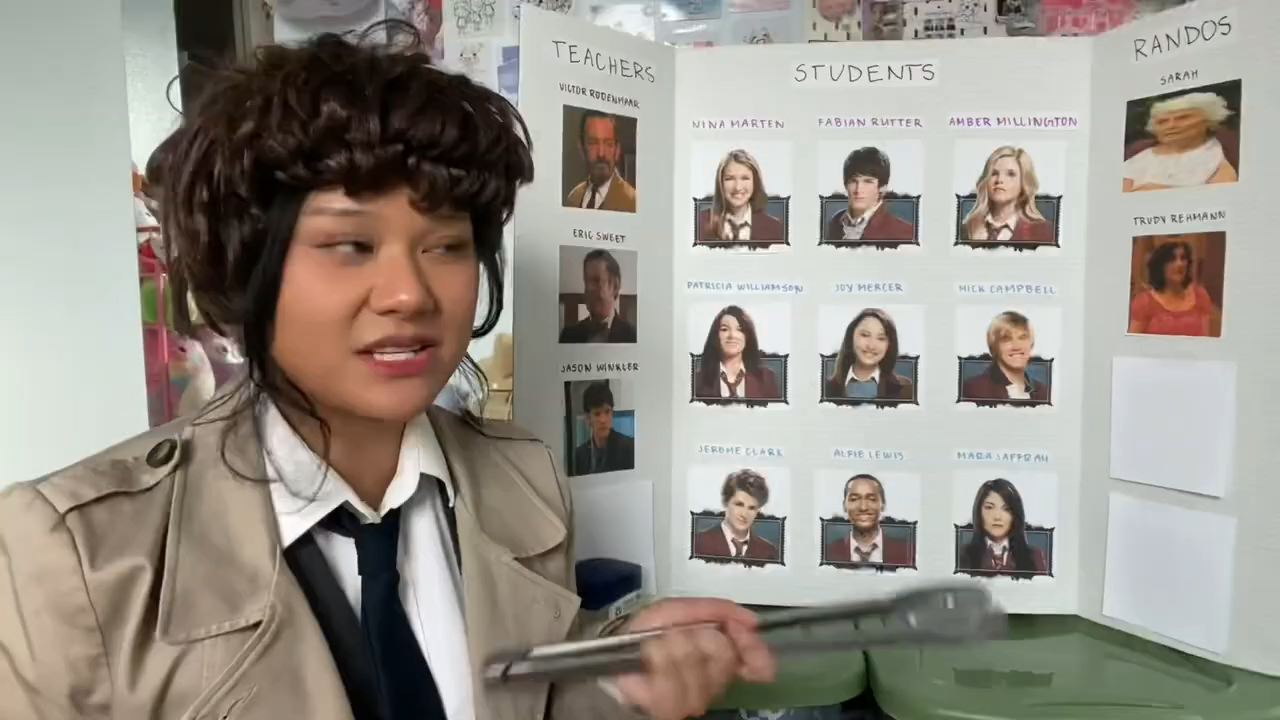 TEACHERS
VICTOR RODENMAAR
ERIC SWEET
JASON WINKLER
STUDENTS
NINA MARTEN
FABIAN RUTTER
AMBER MILLINGTON
PATRICIA WILLIAMSON
JOY MERCER
MICK CAMPBELL
JEROME CLARK
ALFIE LEWIS
MARA JAFFRAY
RANDOS
SARAH
TRUDY REHMANN